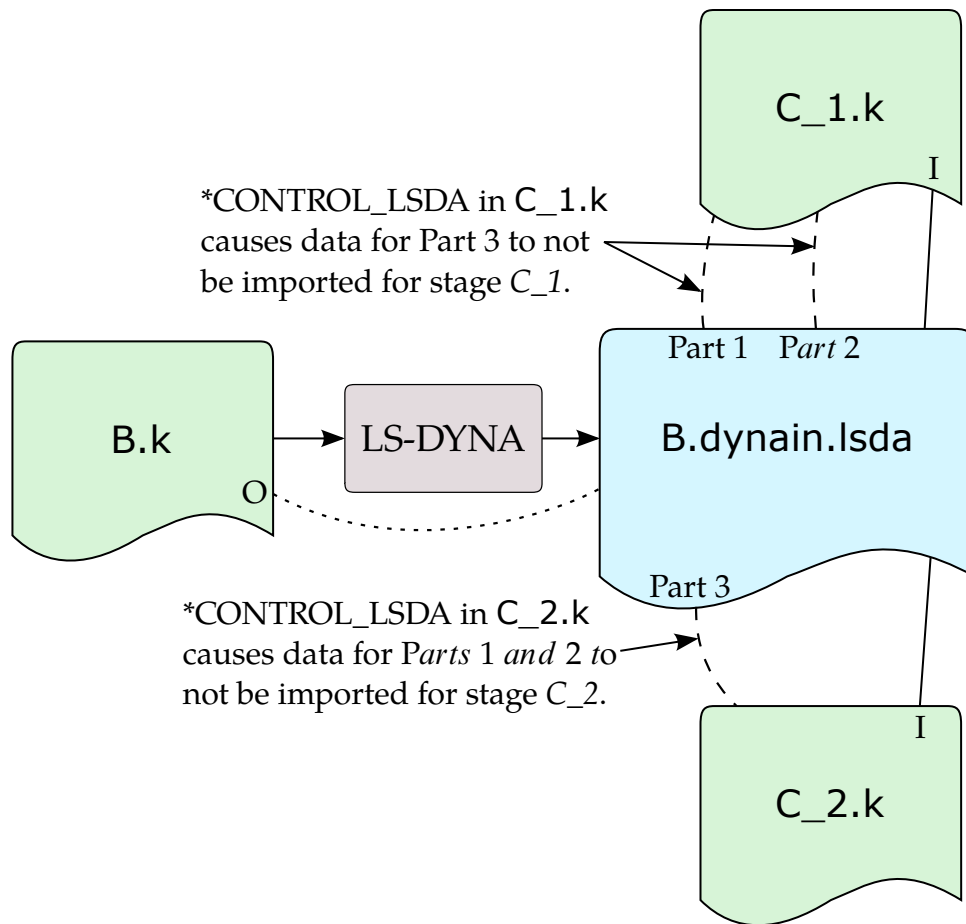 C_1.k
I
*CONTROL_LSDA in C_1.k
causes data for Part 3 to not
be imported for stage C_1.
Part 1
Part 2
B.k
LS-DYNA
B.dynain.lsda
O
Part 3
*CONTROL_LSDA in C_2.k
causes data for Parts 1 and 2 to
not be imported for stage C_2.
I
C_2.k